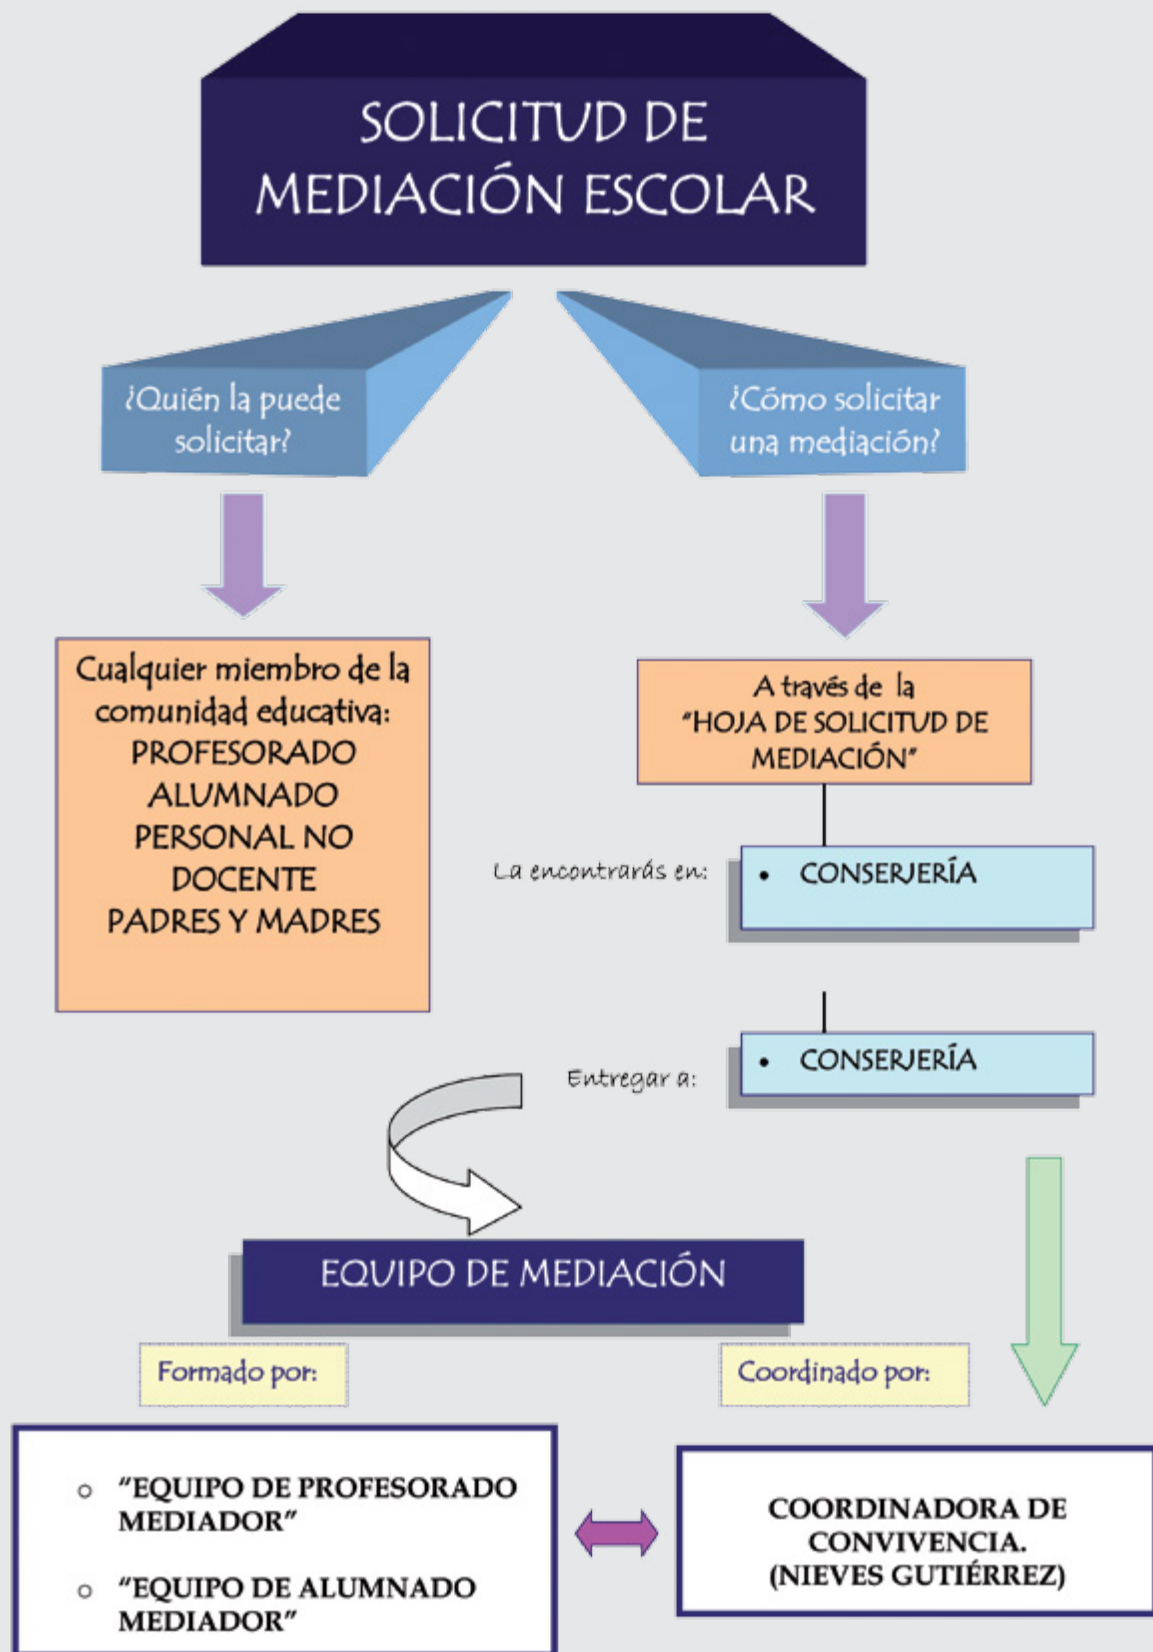 SOLICITUD DE
MEDIACIÓN ESCOLAR
¿Quién la puede
solicitar?
¿Cómo solicitar
una mediación?
Cualquier miembro de la
comunidad educativa:
PROFESORADO
ALUMNADO
PERSONAL NO
DOCENTE
PADRES Y MADRES
A través de la
"HOJA DE SOLICITUD DE
MEDIACIÓN"
La encontrarás en:
• CONSERJERÍA
Entregar a:
• CONSERJERÍA
EQUIPO DE MEDIACIÓN
Formado por:
Coordinado por:
○ "EQUIPO DE PROFESORADO
MEDIADOR"
○ "EQUIPO DE ALUMNADO
MEDIADOR"
COORDINADORA DE
CONVIVENCIA.
(NIEVES GUTIÉRREZ)